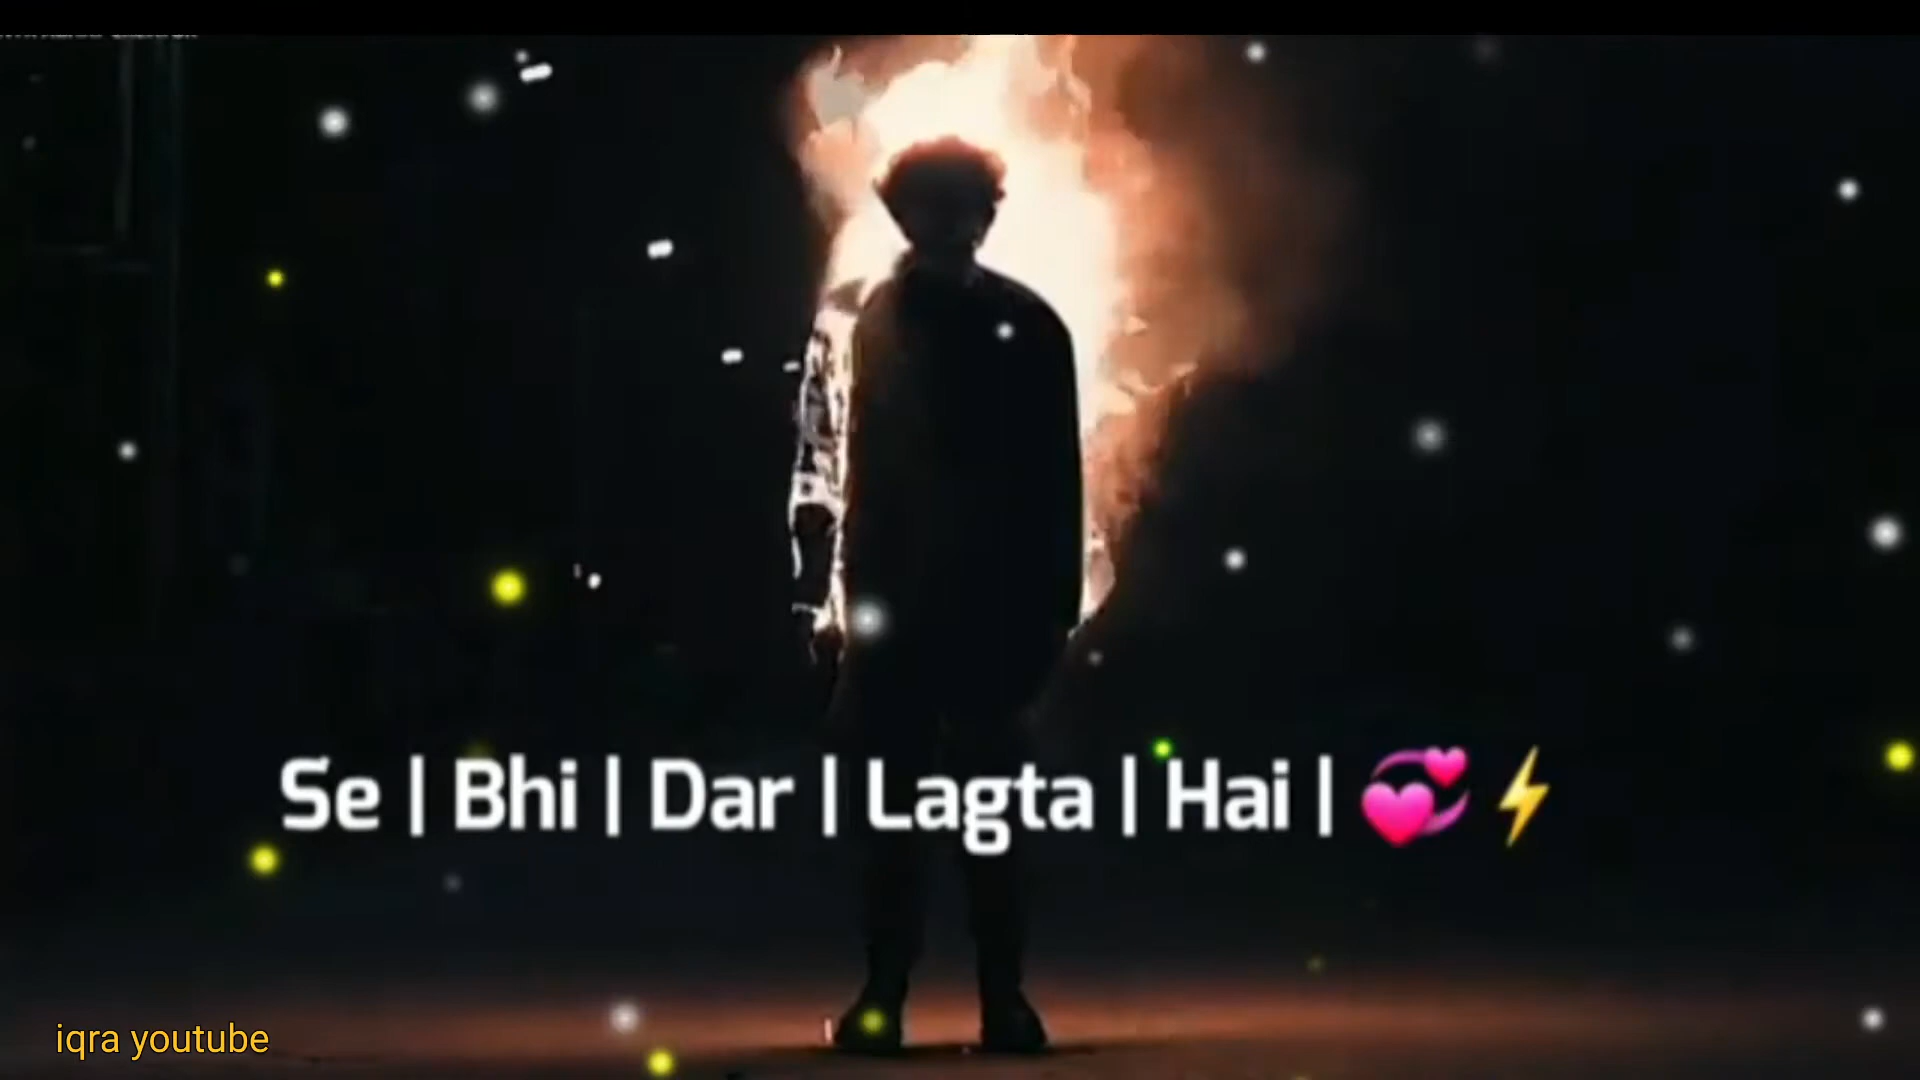 Se | Bhi | Dar | Lagta | Hai | 💞⚡
iqra youtube